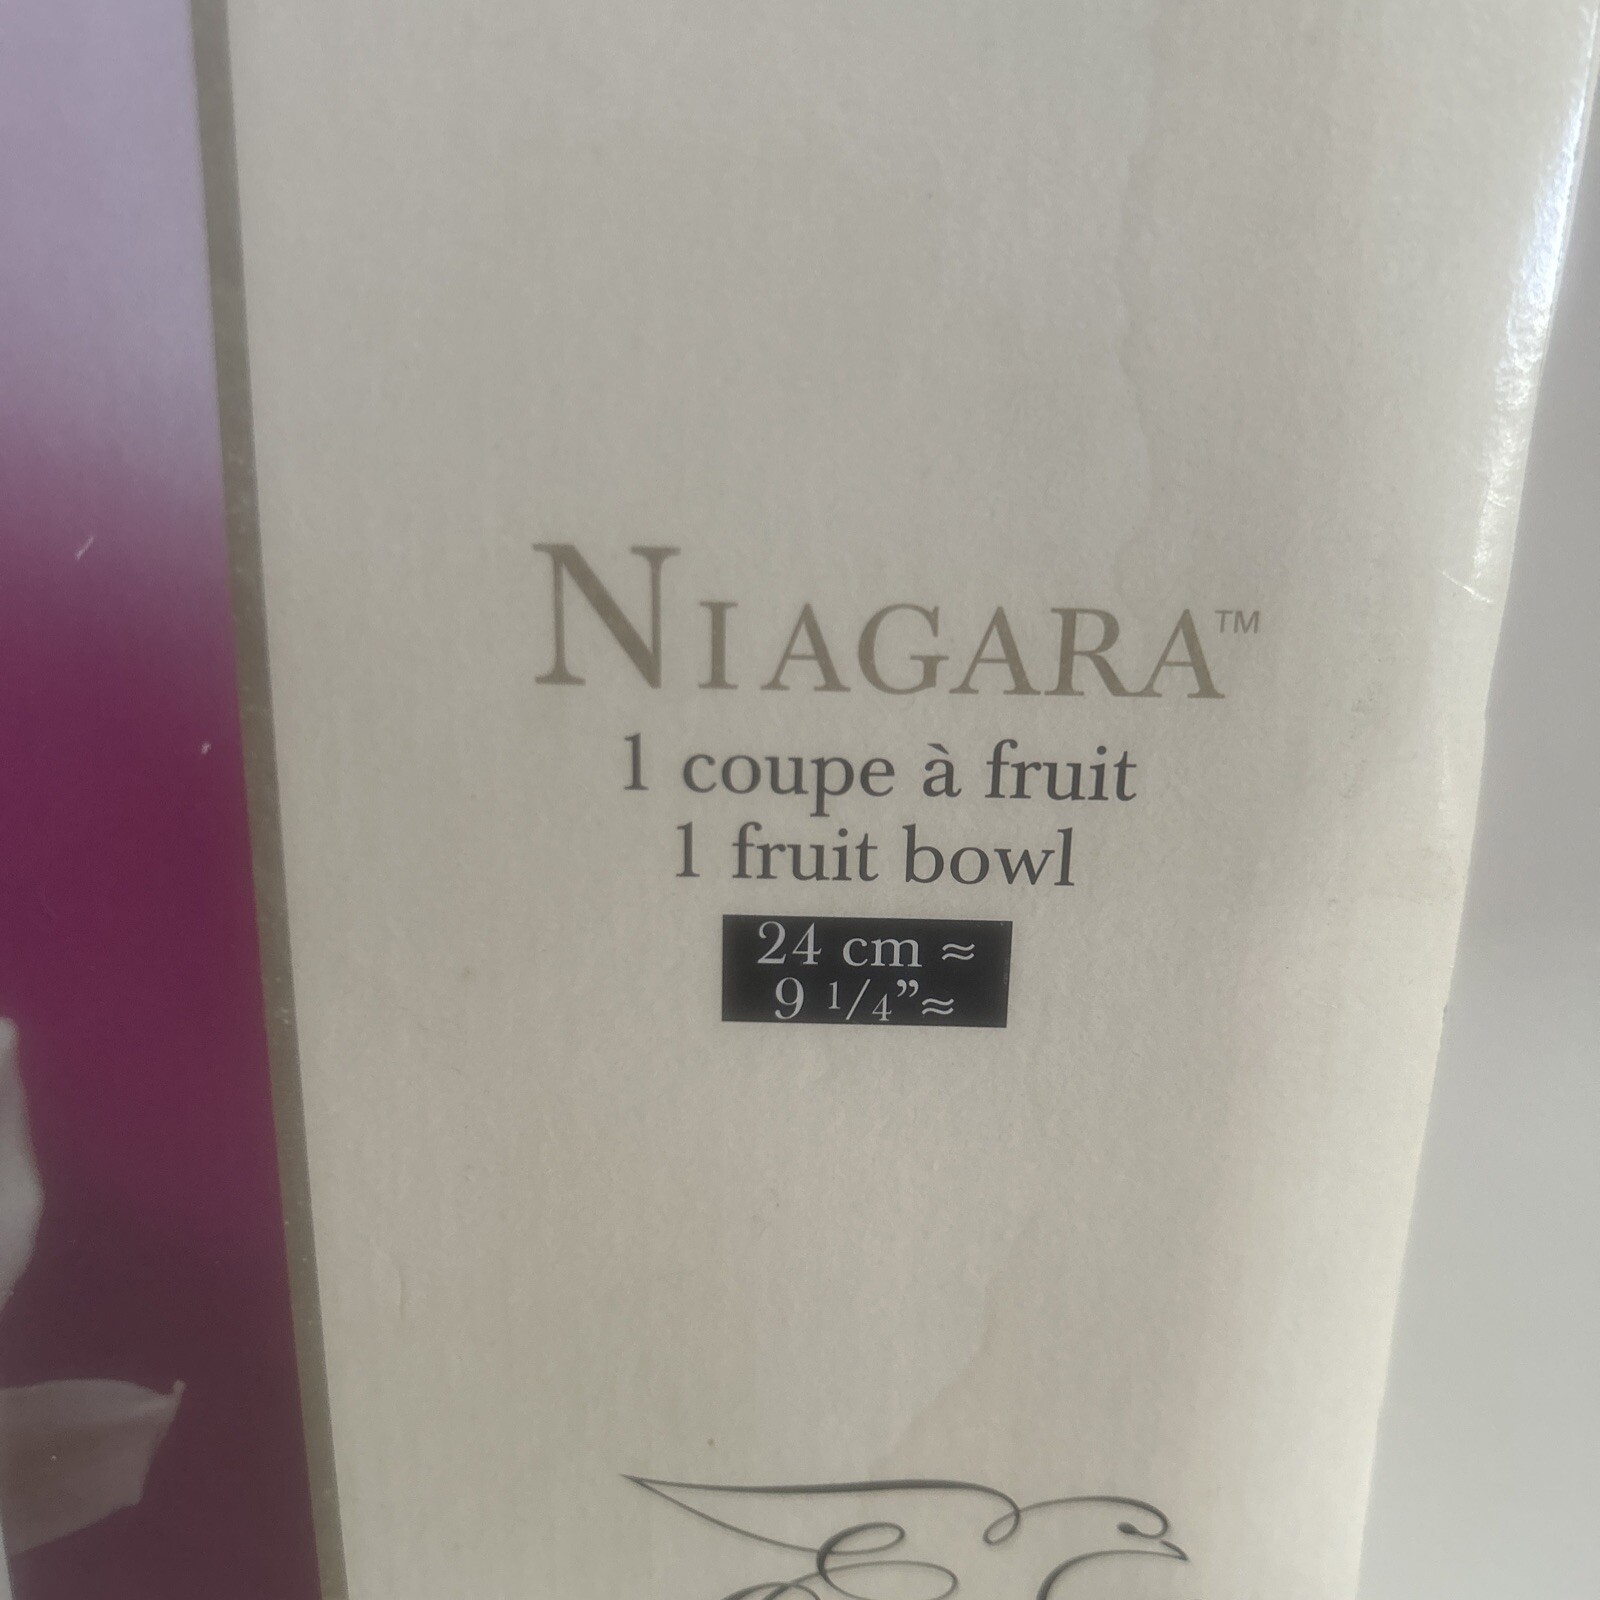 NIAGARA™
1 coupe à fruit
1 fruit bowl
24 cm ≈
9 1/4”≈